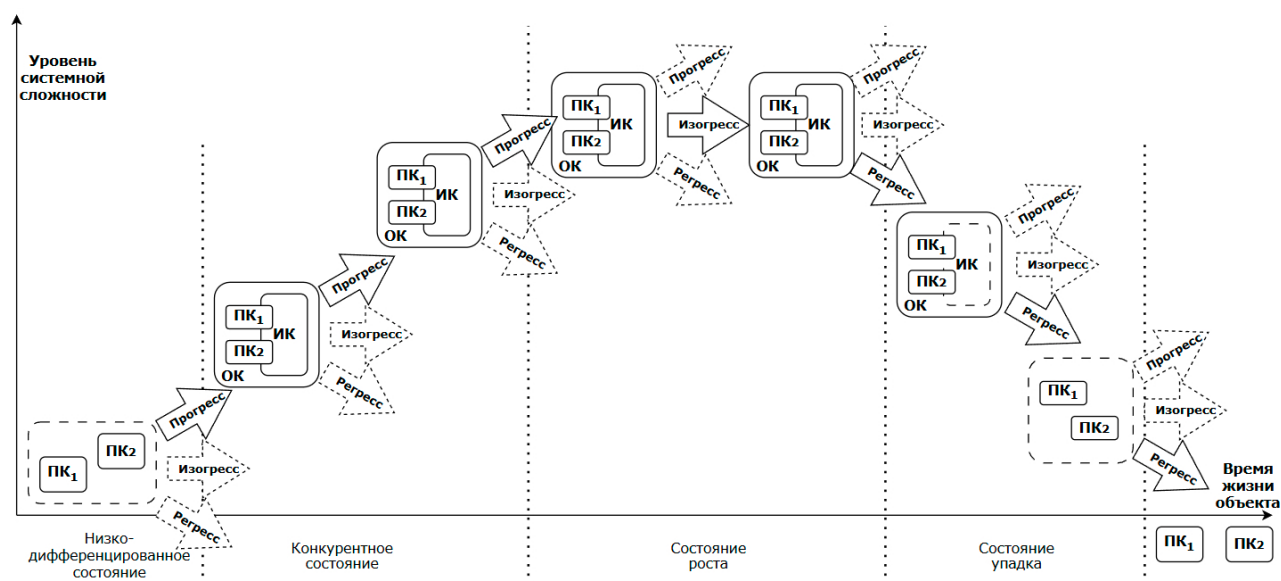 Уровень
системной
сложности
ПК1
ПК2
Прогресс
Изогресс
Регресс
ПК1
ПК2
ИК
ОК
Прогресс
Изогресс
Регресс
ПК1
ПК2
ИК
ОК
Прогресс
Изогресс
Регресс
ПК1
ПК2
ИК
ОК
Прогресс
Изогресс
Регресс
ПК1
ПК2
ИК
ОК
Прогресс
Изогресс
Регресс
ПК1
ПК2
ИК
ОК
Прогресс
Изогресс
Регресс
ПК1
ПК2
Прогресс
Изогресс
Регресс
Время
жизни
объекта
Низко-
дифференцированное
состояние
Конкурентное
состояние
Состояние
роста
Состояние
упадка
ПК1
ПК2